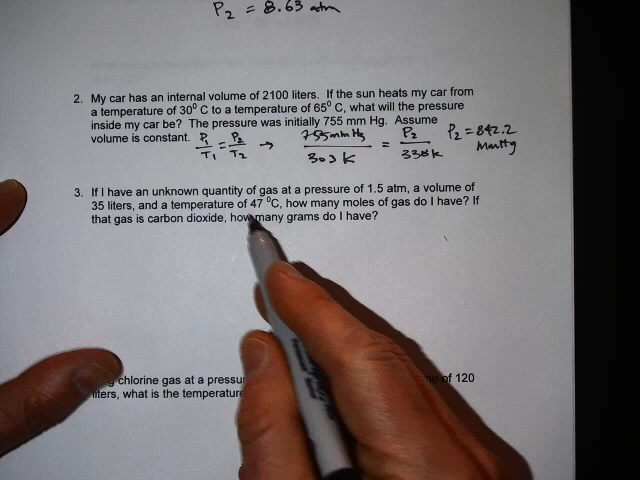 P2 = 8.63 atm
2. My car has an internal volume of 2100 liters. If the sun heats my car from
a temperature of 30⁰ C to a temperature of 65⁰ C, what will the pressure
inside my car be? The pressure was initially 755 mm Hg. Assume
volume is constant. P1/T1 = P2/T2 → 755 mm Hg/303 K = P2/338 K P2 = 842.2
mmHg
3. If I have an unknown quantity of gas at a pressure of 1.5 atm, a volume of
35 liters, and a temperature of 47 ⁰C, how many moles of gas do I have? If
that gas is carbon dioxide, how many grams do I have?
chlorine gas at a of 120
liters, what is the temperature